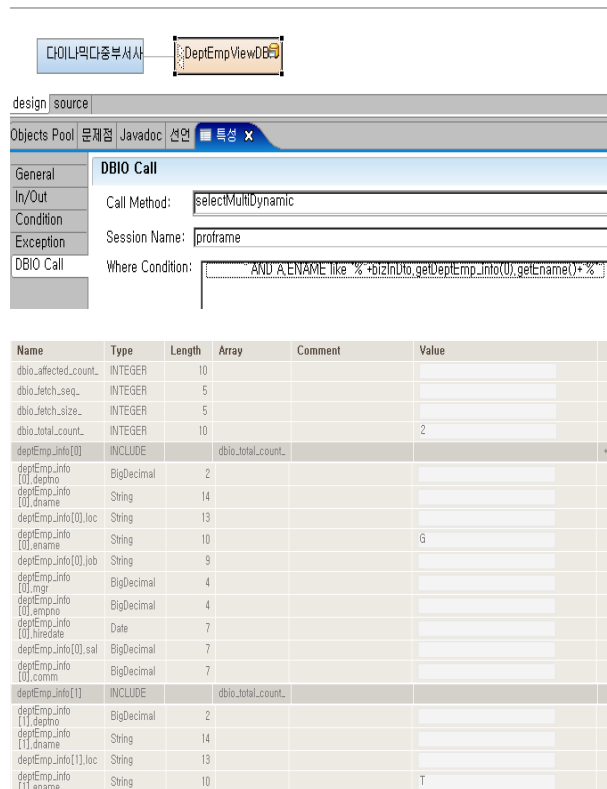 다이나믹다중부서사
DeptEmpViewDB
design source
Objects Pool 문제점 Javadoc 선언 특성
General
DBIO Call
In/Out
Call Method: selectMultiDynamic
Condition
Exception
Session Name: proframe
DBIO Call
Where Condition: " AND A.ENAME like '%"+bizInDto.getDeptEmp_info(0).getEname()+"%'"
Name Type Length Array Comment Value
dbio_affected_count_ INTEGER 10
dbio_fetch_seq_ INTEGER 5
dbio_fetch_size_ INTEGER 5
dbio_total_count_ INTEGER 10 2
deptEmp_info[0] INCLUDE dbio_total_count_
deptEmp_info
[0].deptno BigDecimal 2
deptEmp_info
[0].dname String 14
deptEmp_info[0].loc String 13
deptEmp_info
[0].ename String 10 G
deptEmp_info[0].job String 9
deptEmp_info
[0].mgr BigDecimal 4
deptEmp_info
[0].empno BigDecimal 4
deptEmp_info
[0].hiredate Date 7
deptEmp_info[0].sal BigDecimal 7
deptEmp_info
[0].comm BigDecimal 7
deptEmp_info[1] INCLUDE dbio_total_count_
deptEmp_info
[1].deptno BigDecimal 2
deptEmp_info
[1].dname String 14
deptEmp_info[1].loc String 13
deptEmp_info
[1].ename String 10 T